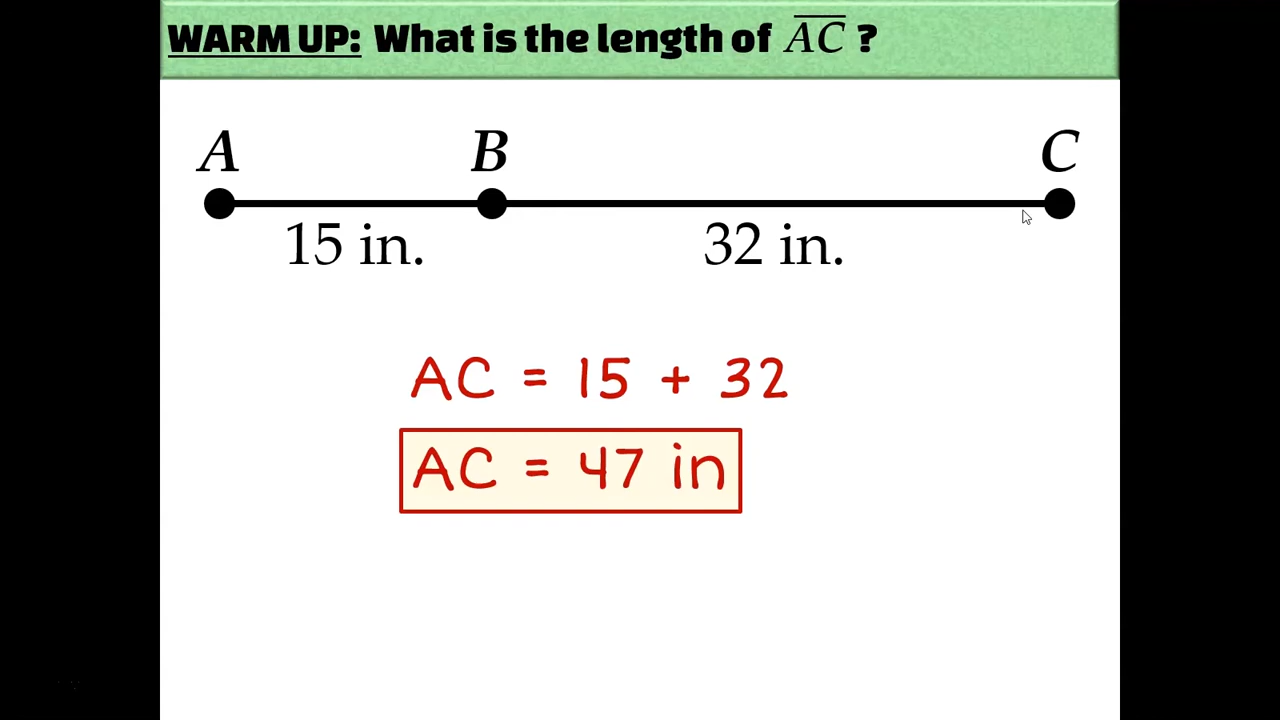 WARM UP: What is the length of AC ?
A B C
15 in. 32 in.
AC = 15 + 32
AC = 47 in